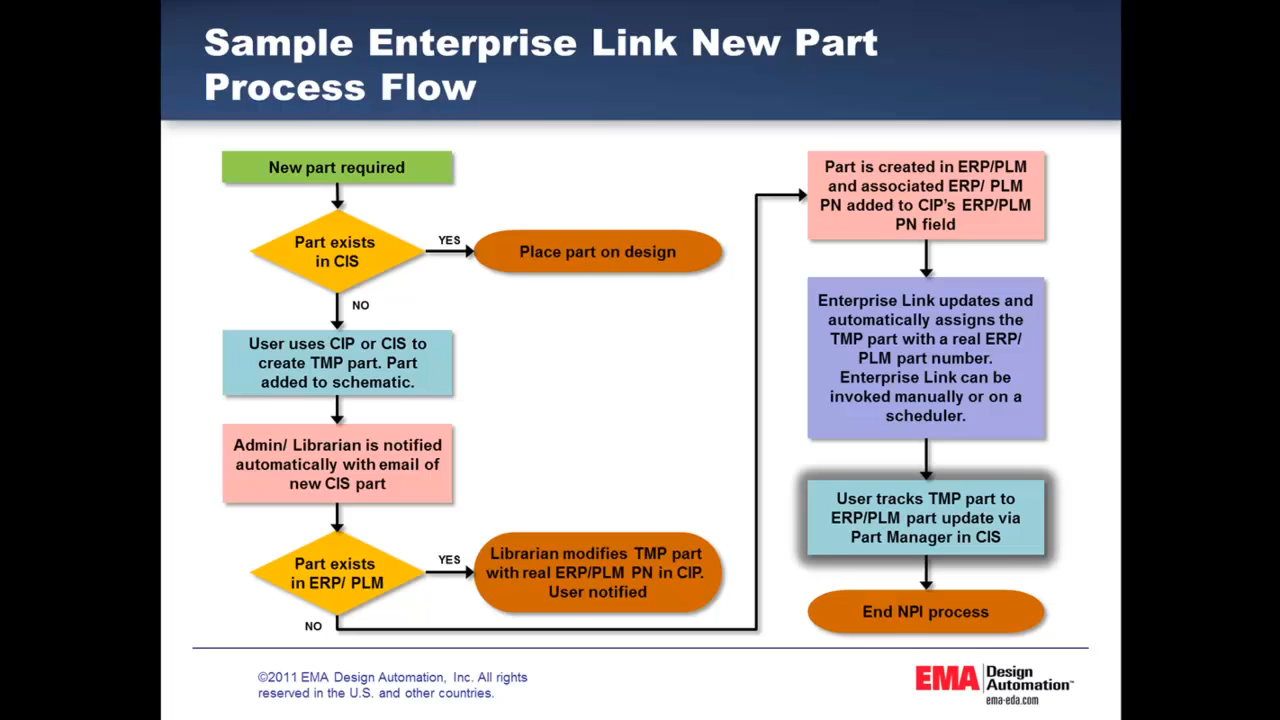 Sample Enterprise Link New Part
Process Flow
New part required
Part exists
in CIS
YES
Place part on design
NO
User uses CIP or CIS to
create TMP part. Part
added to schematic.
Admin/ Librarian is notified
automatically with email of
new CIS part
Part exists
in ERP/ PLM
YES
Librarian modifies TMP part
with real ERP/PLM PN in CIP.
User notified
NO
Part is created in ERP/PLM
and associated ERP/ PLM
PN added to CIP's ERP/PLM
PN field
Enterprise Link updates and
automatically assigns the
TMP part with a real ERP/
PLM part number.
Enterprise Link can be
invoked manually or on a
scheduler.
User tracks TMP part to
ERP/PLM part update via
Part Manager in CIS
End NPI process
©2011 EMA Design Automation, Inc. All rights
reserved in the U.S. and other countries.
EMA Design
Automation™
ema-eda.com